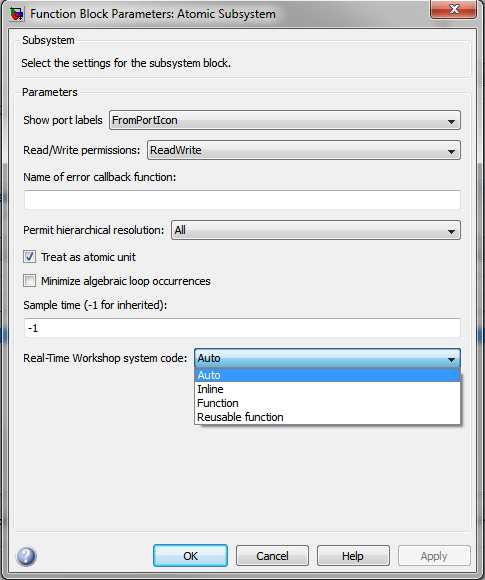 Function Block Parameters: Atomic Subsystem
Subsystem
Select the settings for the subsystem block.
Parameters
Show port labels FromPortIcon
Read/Write permissions: ReadWrite
Name of error callback function:
Permit hierarchical resolution: All
Treat as atomic unit
Minimize algebraic loop occurrences
Sample time (-1 for inherited):
-1
Real-Time Workshop system code: Auto
Auto
Inline
Function
Reusable function
? OK Cancel Help Apply